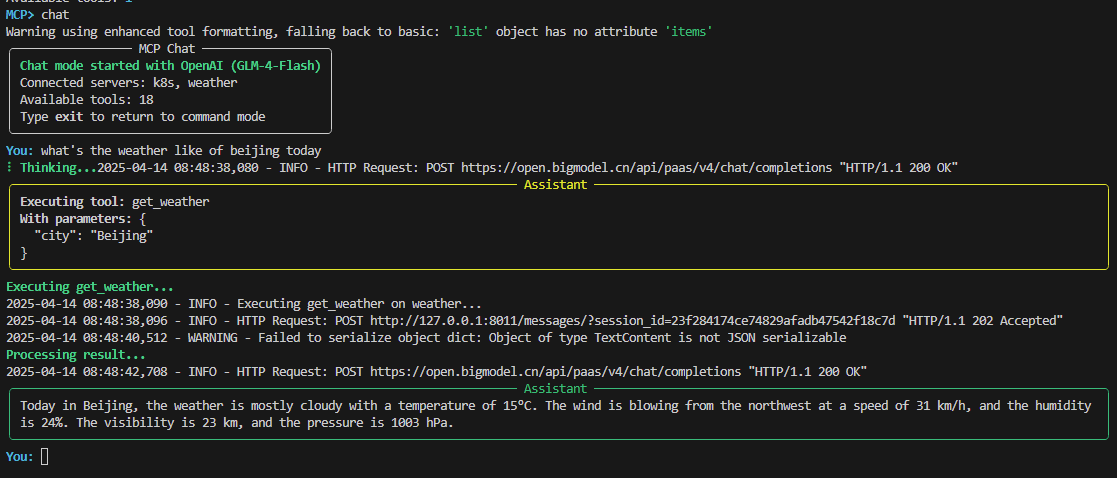 Available tools: 1
MCP> chat
Warning using enhanced tool formatting, falling back to basic: 'list' object has no attribute 'items'
MCP Chat
Chat mode started with OpenAI (GLM-4-Flash)
Connected servers: k8s, weather
Available tools: 18
Type exit to return to command mode
You: what's the weather like of beijing today
⠸ Thinking...2025-04-14 08:48:38,080 - INFO - HTTP Request: POST https://open.bigmodel.cn/api/paas/v4/chat/completions "HTTP/1.1 200 OK"
Assistant
Executing tool: get_weather
With parameters: {
"city": "Beijing"
}
Executing get_weather...
2025-04-14 08:48:38,090 - INFO - Executing get_weather on weather...
2025-04-14 08:48:38,096 - INFO - HTTP Request: POST http://127.0.0.1:8011/messages/?session_id=23f284174ce74829afadb47542f18c7d "HTTP/1.1 202 Accepted"
2025-04-14 08:48:40,512 - WARNING - Failed to serialize object dict: Object of type TextContent is not JSON serializable
Processing result...
2025-04-14 08:48:42,708 - INFO - HTTP Request: POST https://open.bigmodel.cn/api/paas/v4/chat/completions "HTTP/1.1 200 OK"
Assistant
Today in Beijing, the weather is mostly cloudy with a temperature of 15°C. The wind is blowing from the northwest at a speed of 31 km/h, and the humidity
is 24%. The visibility is 23 km, and the pressure is 1003 hPa.
You: